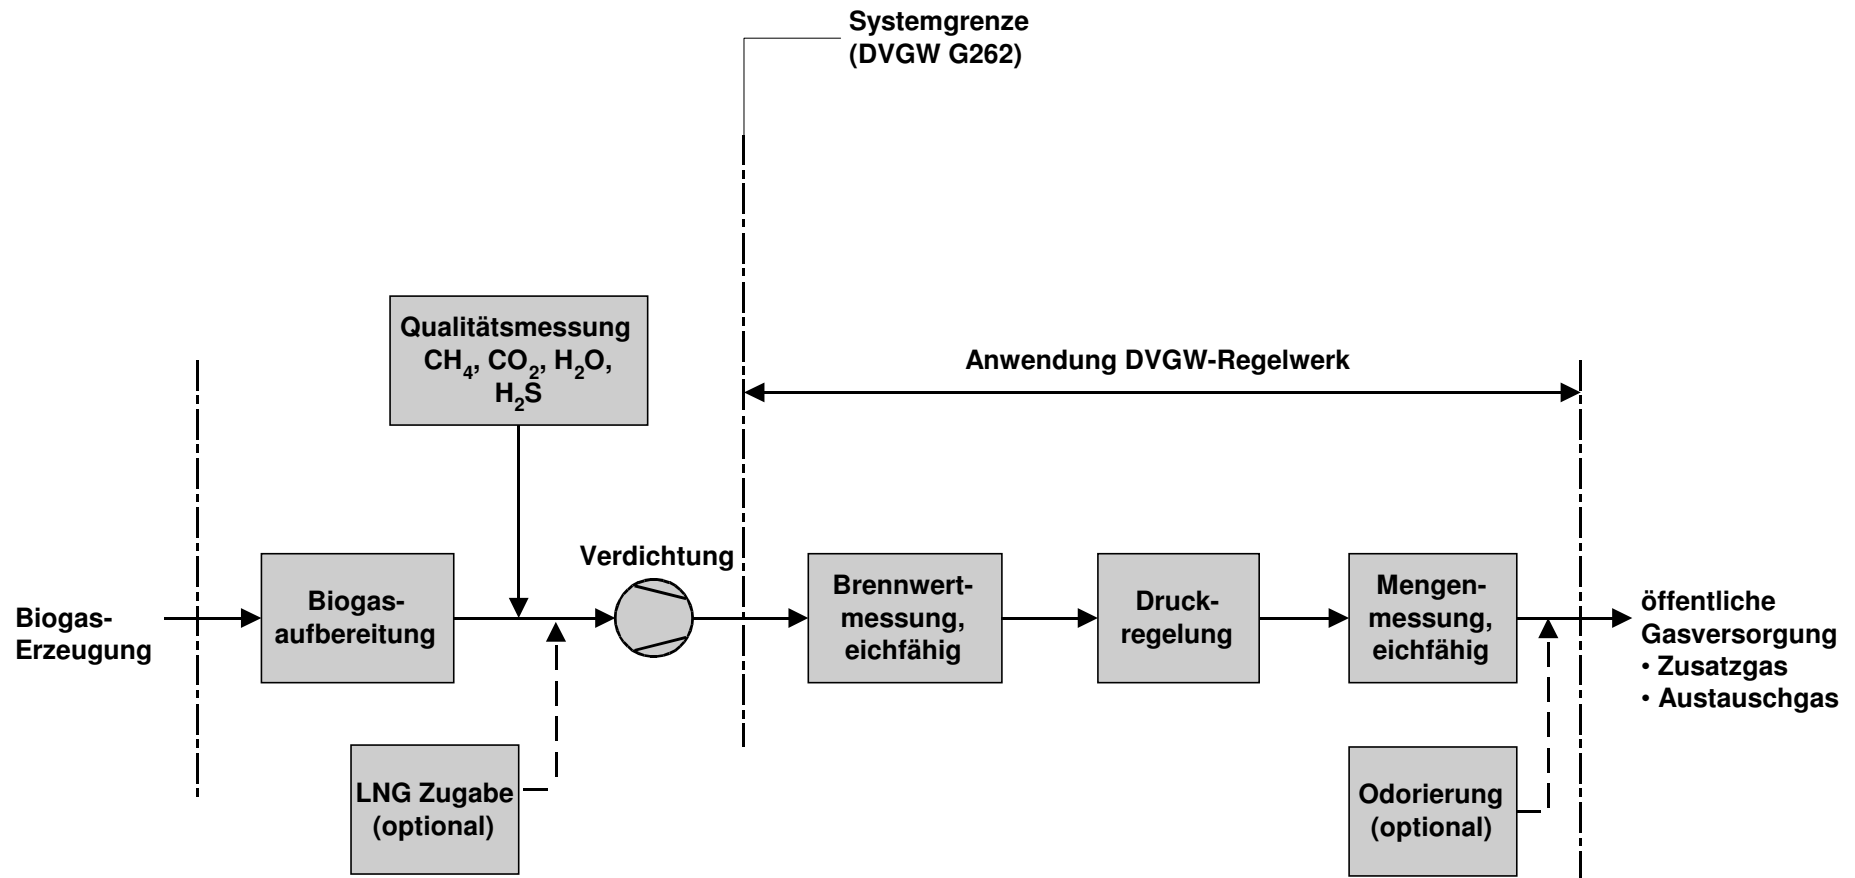 Systemgrenze
(DVGW G262)
Qualitätsmessung
CH₄, CO₂, H₂O,
H₂S
Anwendung DVGW-Regelwerk
Verdichtung
Biogas-
Erzeugung
Biogas-
aufbereitung
Brennwert-
messung,
eichfähig
Druck-
regelung
Mengen-
messung,
eichfähig
öffentliche
Gasversorgung
• Zusatzgas
• Austauschgas
LNG Zugabe
(optional)
Odorierung
(optional)